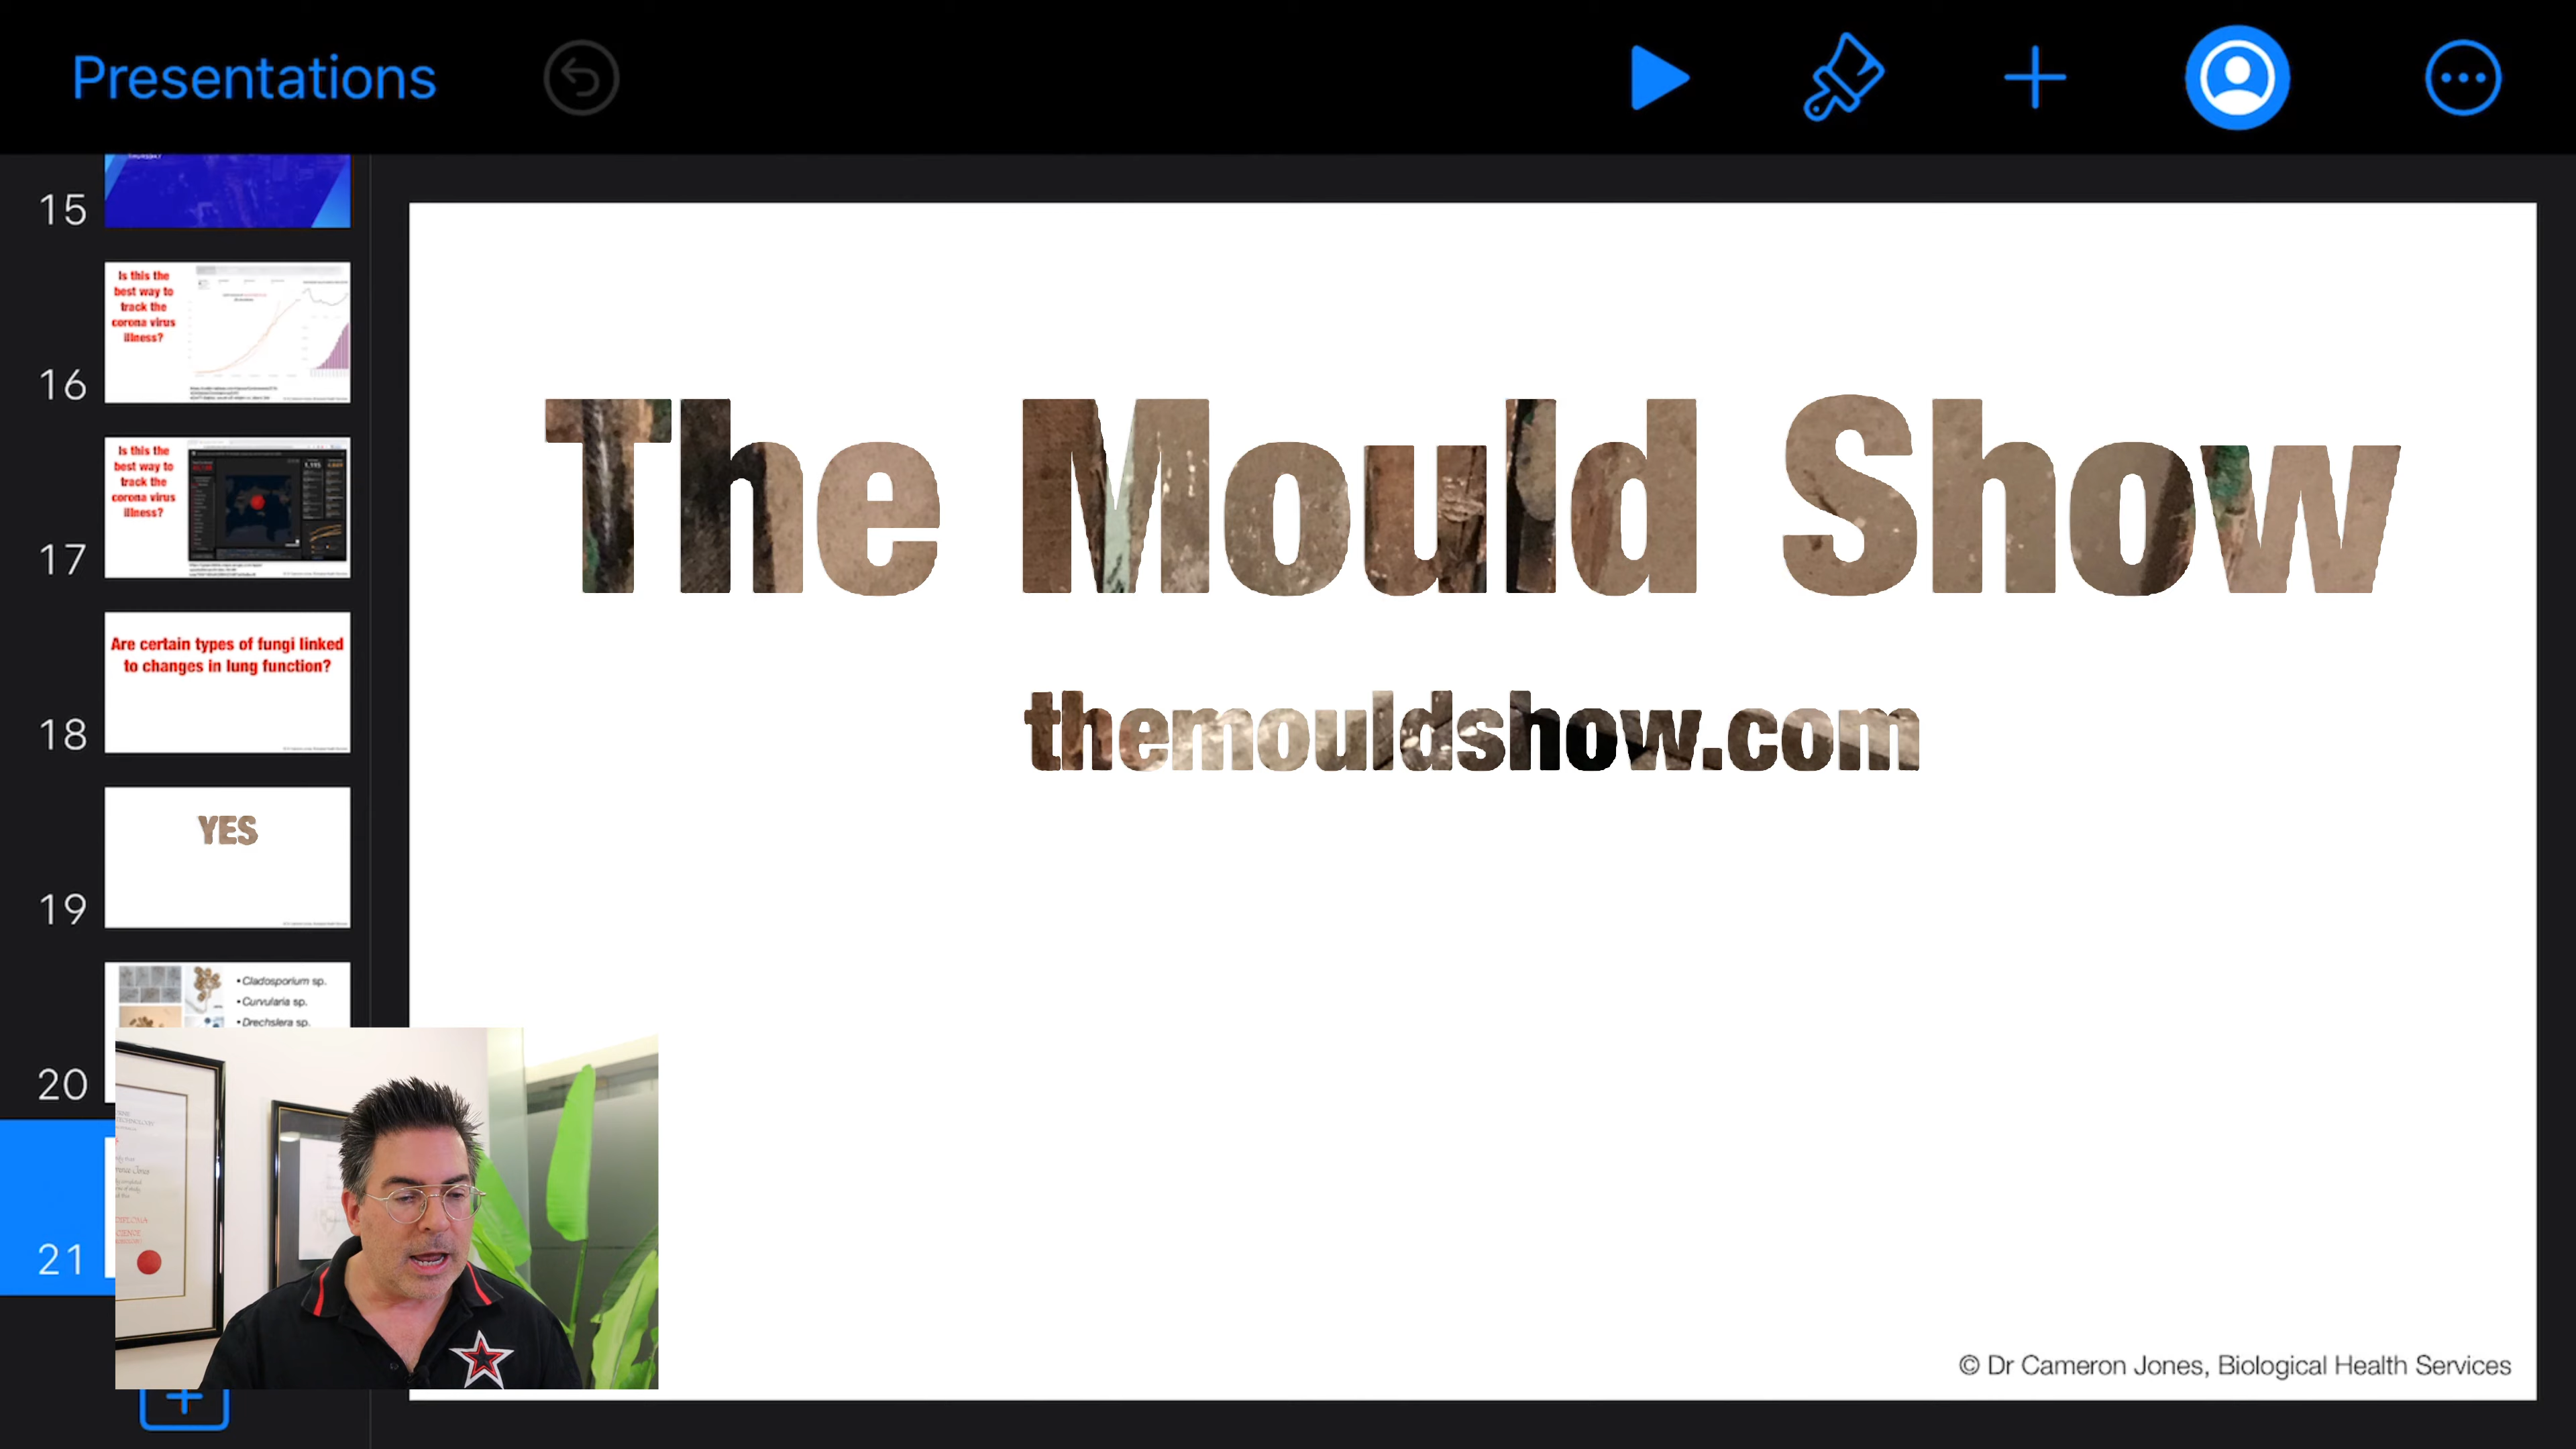 Presentations
THURSDAY
15
Is this the
best way to
track the
corona virus
illness?
16
Is this the
best way to
track the
corona virus
illness?
1,195
17
Are certain types of fungi linked
to changes in lung function?
18
YES
19
• Cladosporium sp.
• Curvularia sp.
• Drechslera sp.
20
21
The Mould Show
themouldshow.com
© Dr Cameron Jones, Biological Health Services